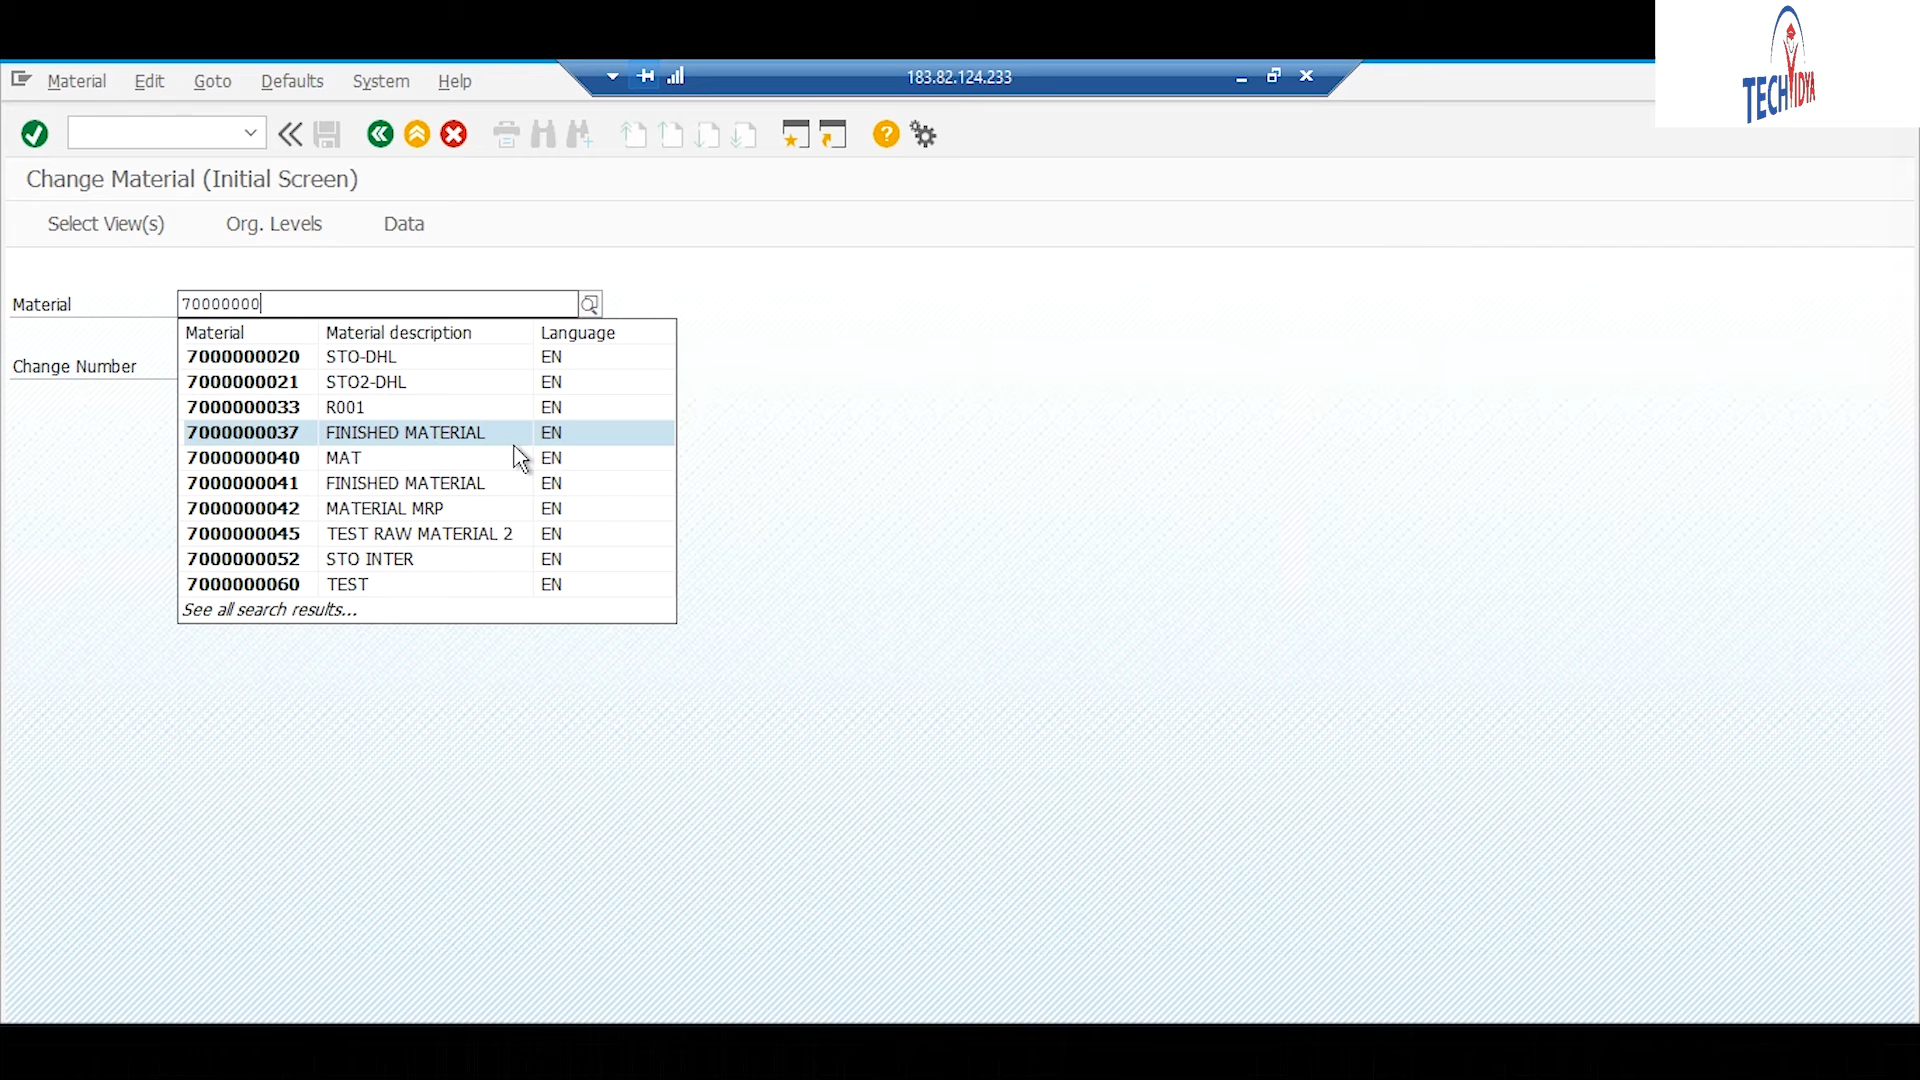 Material Edit Goto Defaults System Help
183.82.124.233
TECHVIDYA
Change Material (Initial Screen)
Select View(s) Org. Levels Data
Material 70000000
Change Number
Material Material description Language
7000000020 STO-DHL EN
7000000021 STO2-DHL EN
7000000033 R001 EN
7000000037 FINISHED MATERIAL EN
7000000040 MAT EN
7000000041 FINISHED MATERIAL EN
7000000042 MATERIAL MRP EN
7000000045 TEST RAW MATERIAL 2 EN
7000000052 STO INTER EN
7000000060 TEST EN
See all search results...